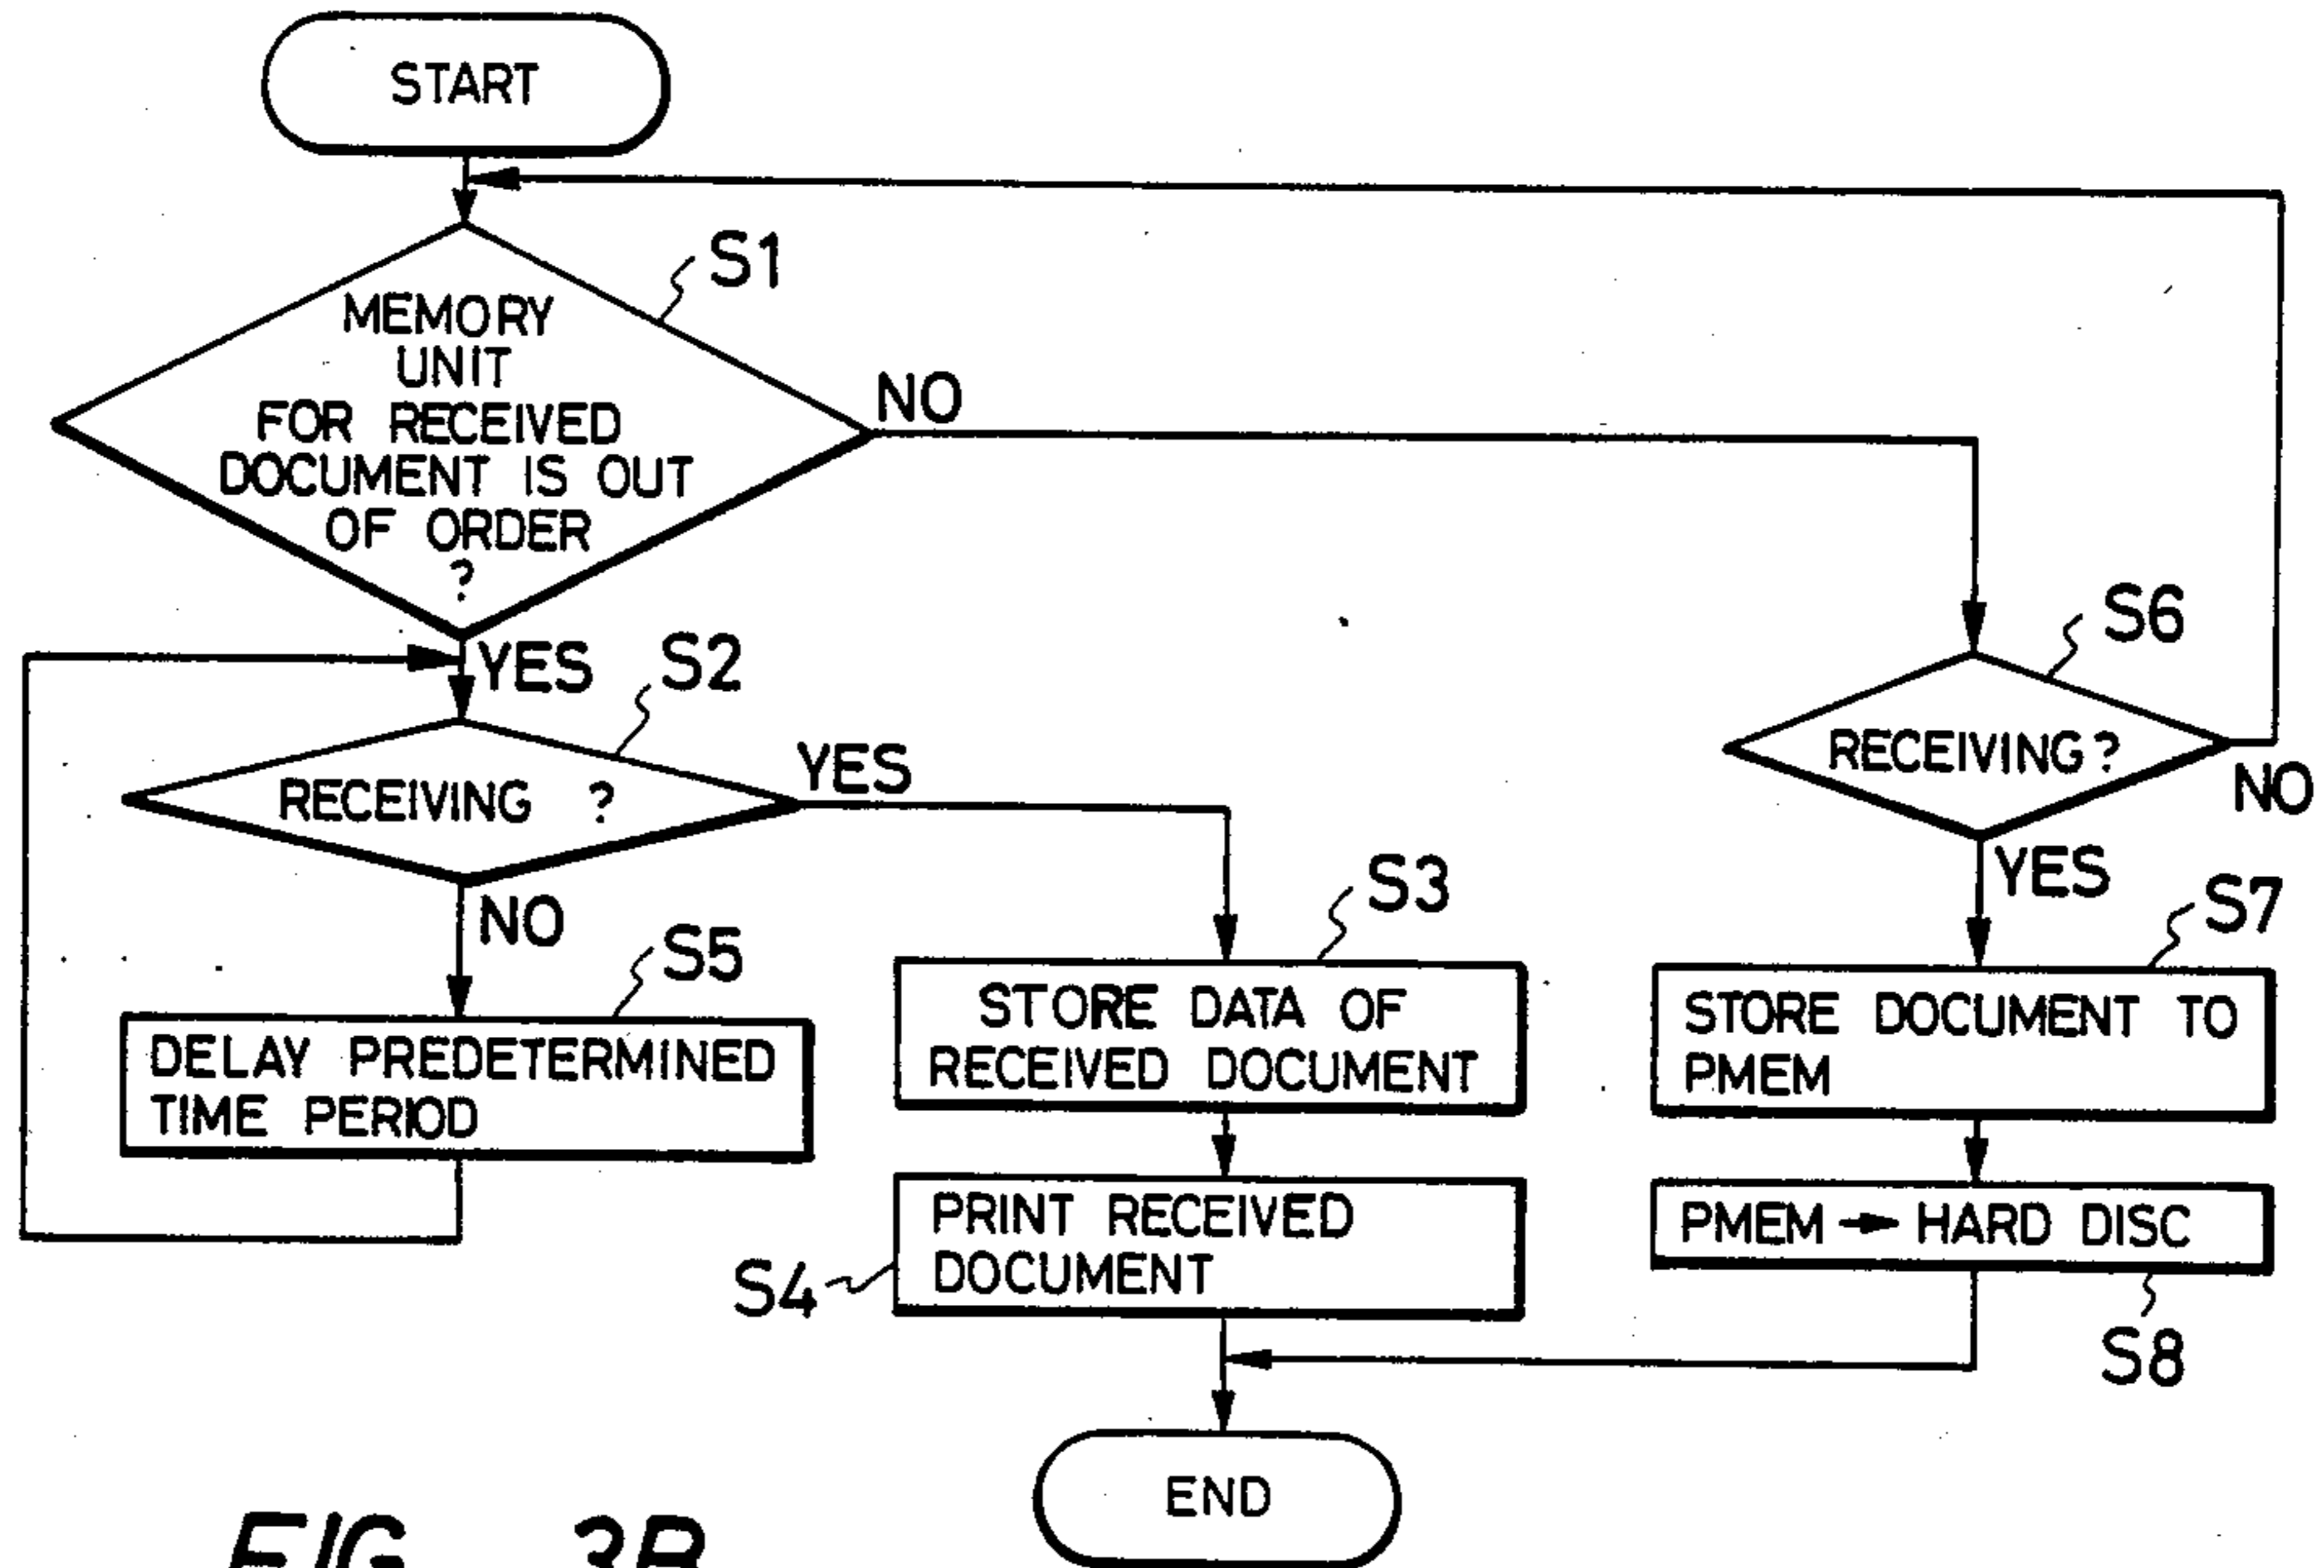 START
S1
MEMORY
UNIT
FOR RECEIVED
DOCUMENT IS OUT
OF ORDER
?
NO
YES
S2
RECEIVING ?
YES
NO
S5
DELAY PREDETERMINED
TIME PERIOD
S3
STORE DATA OF
RECEIVED DOCUMENT
S4
PRINT RECEIVED
DOCUMENT
S6
RECEIVING?
NO
YES
S7
STORE DOCUMENT TO
PMEM
PMEM → HARD DISC
S8
END
FIG. 3B